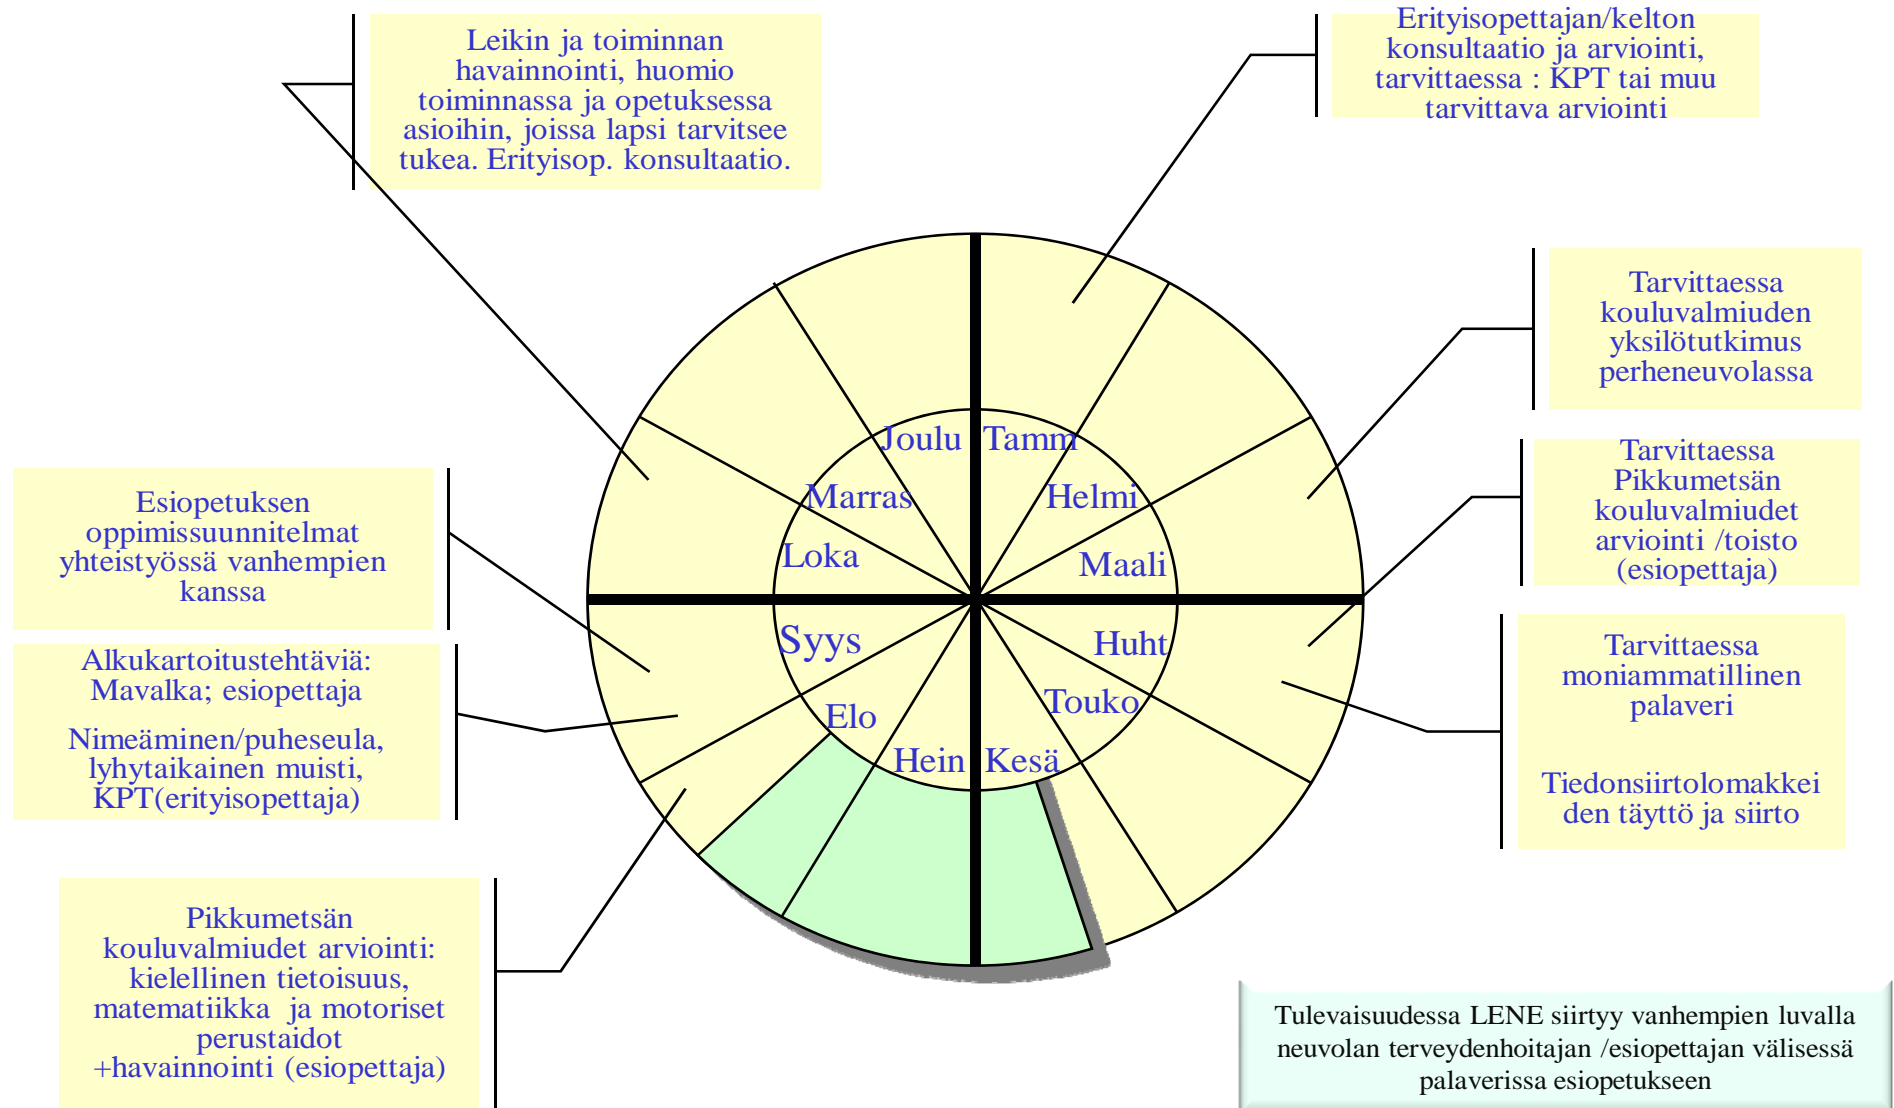 Leikin ja toiminnan
havainnointi, huomio
toiminnassa ja opetuksessa
asioihin, joissa lapsi tarvitsee
tukea. Erityisop. konsultaatio.
Erityisopettajan/kelton
konsultaatio ja arviointi,
tarvittaessa : KPT tai muu
tarvittava arviointi
Tarvittaessa
kouluvalmiuden
yksilötutkimus
perheneuvolassa
Tarvittaessa
Pikkumetsän
kouluvalmiudet
arviointi /toisto
(esiopettaja)
Tarvittaessa
moniammatillinen
palaveri
Tiedonsiirtolomakkei
den täyttö ja siirto
Esiopetuksen
oppimissuunnitelmat
yhteistyössä vanhempien
kanssa
Alkukartoitustehtäviä:
Mavalka; esiopettaja
Nimeäminen/puheseula,
lyhytaikainen muisti,
KPT(erityisopettaja)
Pikkumetsän
kouluvalmiudet arviointi:
kielellinen tietoisuus,
matematiikka ja motoriset
perustaidot
+havainnointi (esiopettaja)
Joulu
Tamm
Marras
Helmi
Loka
Maali
Syys
Huht
Elo
Touko
Hein
Kesä
Tulevaisuudessa LENE siirtyy vanhempien luvalla
neuvolan terveydenhoitajan /esiopettajan välisessä
palaverissa esiopetukseen